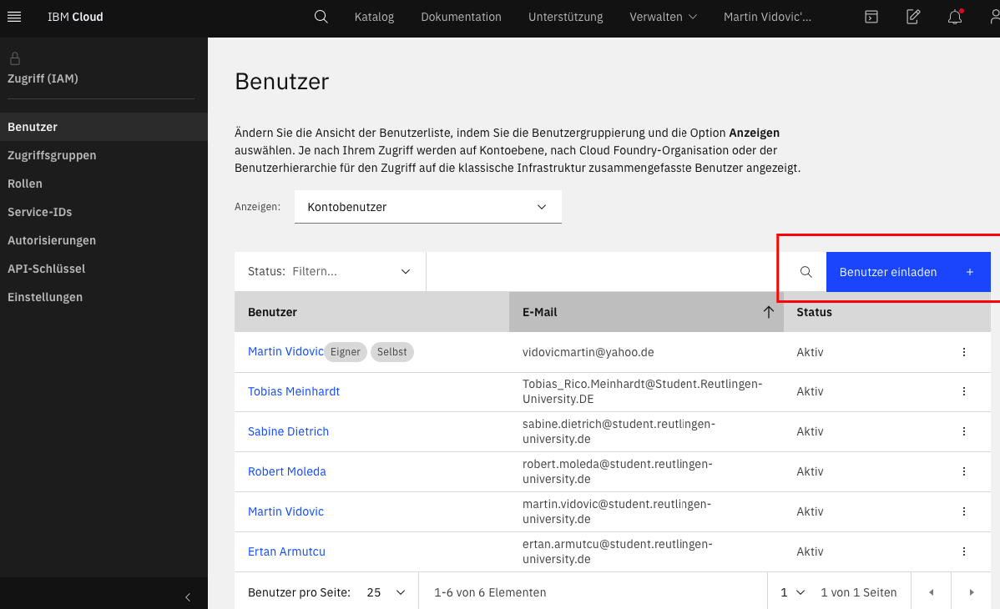 IBM Cloud
Katalog
Dokumentation
Unterstützung
Verwalten
Martin Vidovic'...
Zugriff (IAM)
Benutzer
Zugriffsgruppen
Rollen
Service-IDs
Autorisierungen
API-Schlüssel
Einstellungen
Benutzer
Ändern Sie die Ansicht der Benutzerliste, indem Sie die Benutzergruppierung und die Option Anzeigen
auswählen. Je nach Ihrem Zugriff werden auf Kontoebene, nach Cloud Foundry-Organisation oder der
Benutzerhierarchie für den Zugriff auf die klassische Infrastruktur zusammengefasste Benutzer angezeigt.
Anzeigen: Kontobenutzer
Status: Filtern...
Benutzer einladen +
Benutzer E-Mail Status
Martin Vidovic Eigner Selbst vidovicmartin@yahoo.de Aktiv
Tobias Meinhardt Tobias_Rico.Meinhardt@Student.Reutlingen-
University.DE Aktiv
Sabine Dietrich sabine.dietrich@student.reutlingen-
university.de Aktiv
Robert Moleda robert.moleda@student.reutlingen-
university.de Aktiv
Martin Vidovic martin.vidovic@student.reutlingen-
university.de Aktiv
Ertan Armutcu ertan.armutcu@student.reutlingen-
university.de Aktiv
Benutzer pro Seite: 25 1-6 von 6 Elementen 1 1 von 1 Seiten